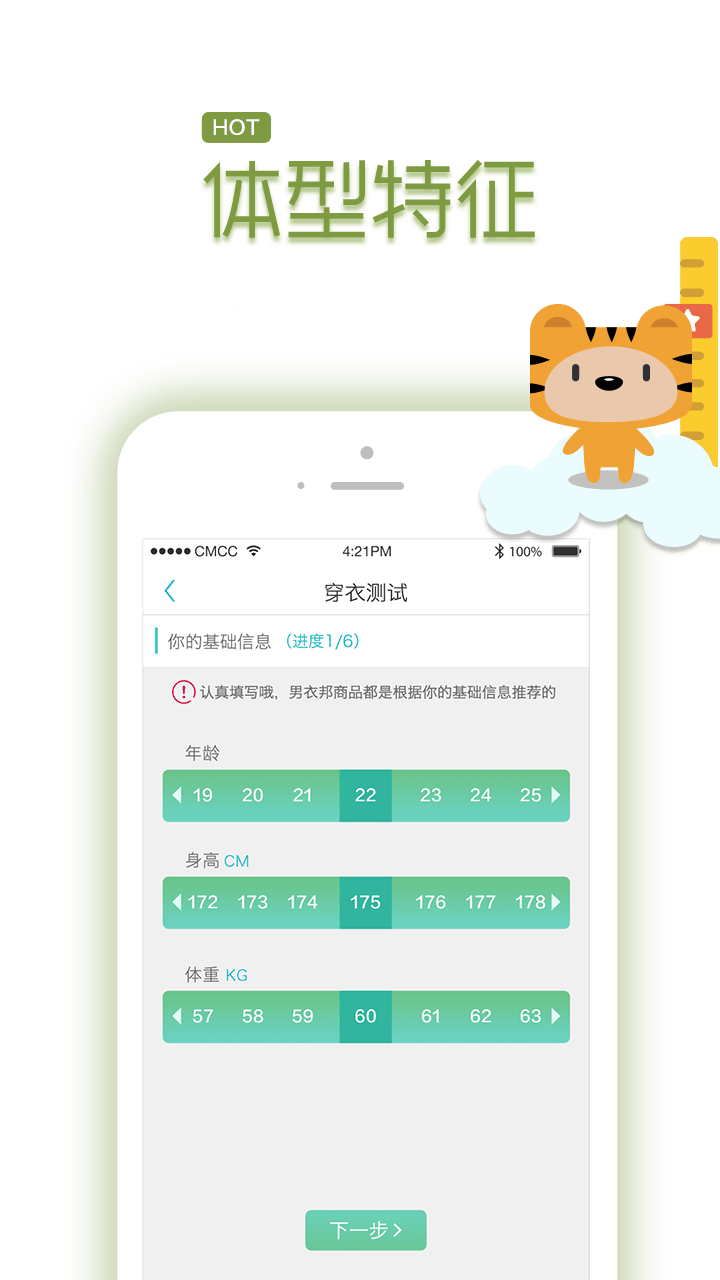 HOT
体型特征
CMCC 4:21PM 100%
穿衣测试
你的基础信息 （进度1/6）
! 认真填写哦，男衣邦商品都是根据你的基础信息推荐的
年龄
19 20 21 22 23 24 25
身高 CM
172 173 174 175 176 177 178
体重 KG
57 58 59 60 61 62 63
下一步